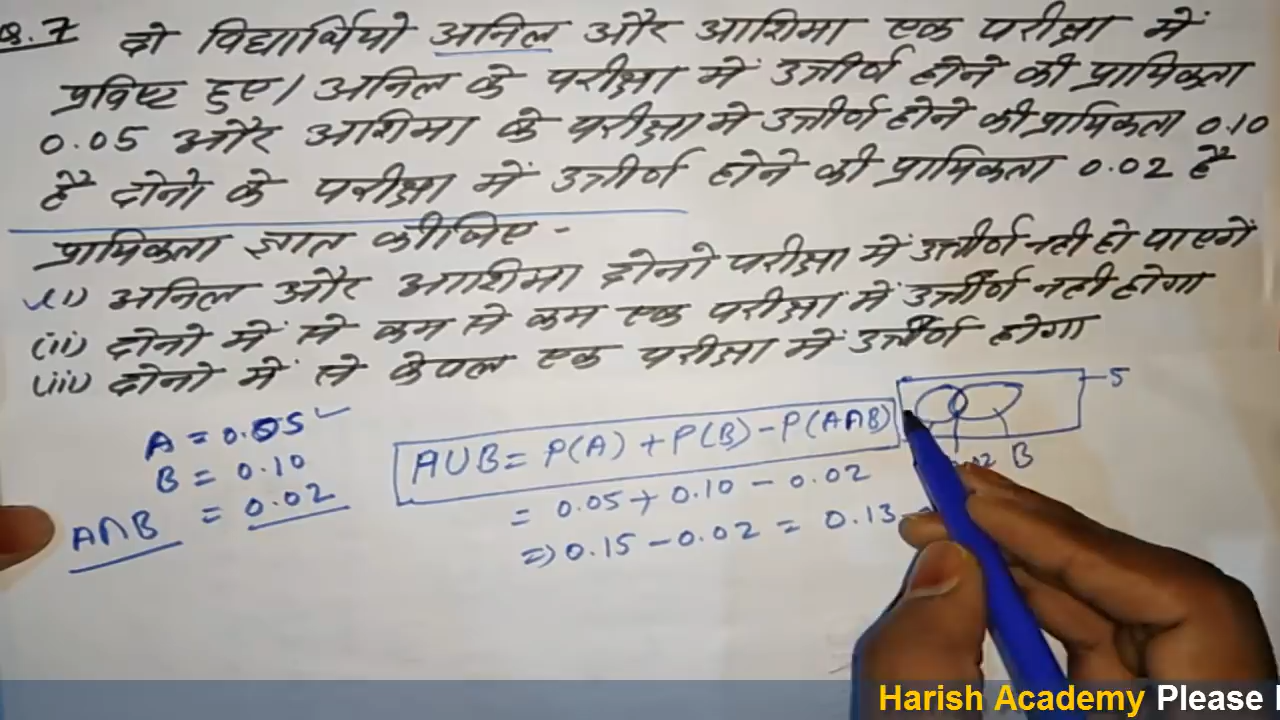 Q.7 दो विद्यार्थियो अनिल और आशिमा एक परीक्षा में
प्रविष्ट हुए। अनिल के परीक्षा में उत्तीर्ण होने की प्रायिकता
0.05 और आशिमा के परीक्षा मे उत्तीर्ण होने की प्रायिकता 0.10
है दोनो के परीक्षा में उत्तीर्ण होने की प्रायिकता 0.02 है
प्रायिकता ज्ञात कीजिए -
(i) अनिल और आशिमा दोनो परीक्षा में उत्तीर्ण नही हो पाएगें
(ii) दोनो में से कम से कम एक परीक्षा में उत्तीर्ण नही होगा
(iii) दोनो में से केवल एक परीक्षा में उत्तीर्ण होगा
A = 0.05
B = 0.10
A∩B = 0.02
AUB = P(A) + P(B) - P(A∩B)
= 0.05 + 0.10 - 0.02
=> 0.15 - 0.02 = 0.13
S
B
Harish Academy Please